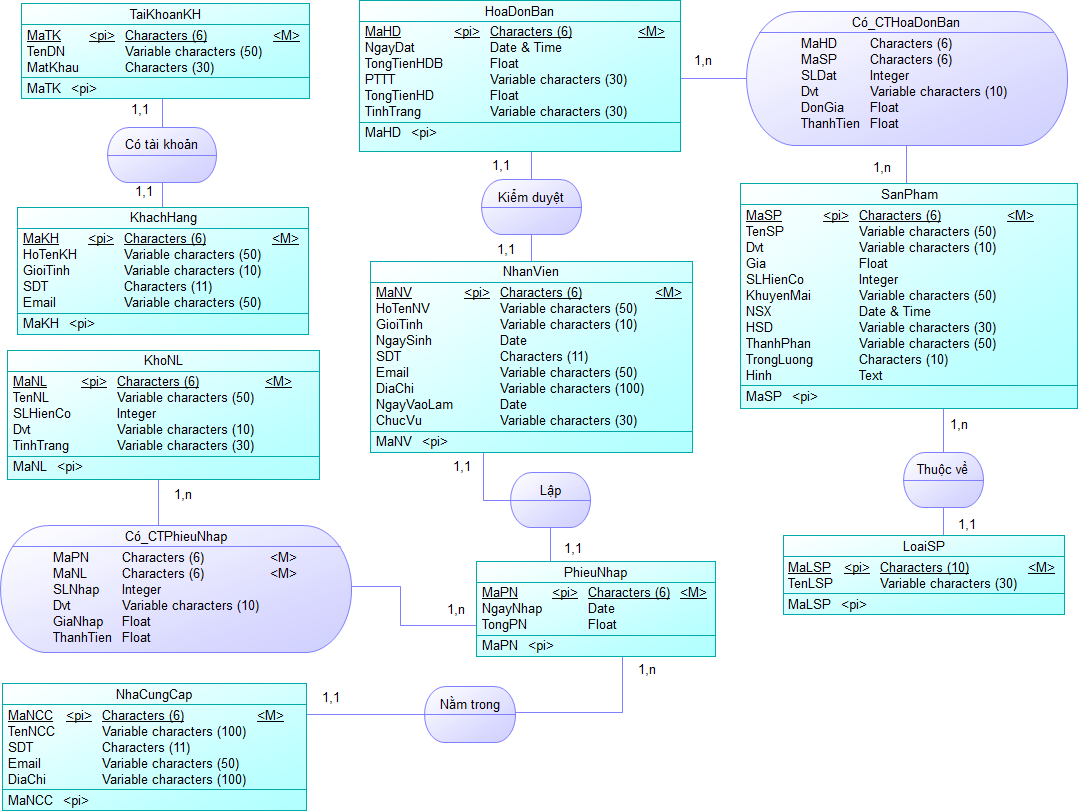 TaiKhoanKH
MaTK <pi> Characters (6) <M>
TenDN Variable characters (50)
MatKhau Characters (30)
MaTK <pi>
1,1
Có tài khoản
1,1
KhachHang
MaKH <pi> Characters (6) <M>
HoTenKH Variable characters (50)
GioiTinh Variable characters (10)
SDT Characters (11)
Email Variable characters (50)
MaKH <pi>
HoaDonBan
MaHD <pi> Characters (6) <M>
NgayDat Date & Time
TongTienHDB Float
PTTT Variable characters (30)
TongTienHD Float
TinhTrang Variable characters (30)
MaHD <pi>
1,n
Có_CTHoaDonBan
MaHD Characters (6)
MaSP Characters (6)
SLDat Integer
Dvt Variable characters (10)
DonGia Float
ThanhTien Float
1,n
1,1
Kiểm duyệt
1,1
NhanVien
MaNV <pi> Characters (6) <M>
HoTenNV Variable characters (50)
GioiTinh Variable characters (10)
NgaySinh Date
SDT Characters (11)
Email Variable characters (50)
DiaChi Variable characters (100)
NgayVaoLam Date
ChucVu Variable characters (30)
MaNV <pi>
SanPham
MaSP <pi> Characters (6) <M>
TenSP Variable characters (50)
Dvt Variable characters (10)
Gia Float
SLHienCo Integer
KhuyenMai Variable characters (50)
NSX Date & Time
HSD Variable characters (30)
ThanhPhan Variable characters (50)
TrongLuong Characters (10)
Hinh Text
MaSP <pi>
1,n
Thuộc về
1,1
LoaiSP
MaLSP <pi> Characters (10) <M>
TenLSP Variable characters (30)
MaLSP <pi>
KhoNL
MaNL <pi> Characters (6) <M>
TenNL Variable characters (50)
SLHienCo Integer
Dvt Variable characters (10)
TinhTrang Variable characters (30)
MaNL <pi>
1,n
Có_CTPhieuNhap
MaPN Characters (6) <M>
MaNL Characters (6) <M>
SLNhap Integer
Dvt Variable characters (10)
GiaNhap Float
ThanhTien Float
1,n
1,1
Lập
1,1
PhieuNhap
MaPN <pi> Characters (6) <M>
NgayNhap Date
TongPN Float
MaPN <pi>
1,n
Nằm trong
1,1
NhaCungCap
MaNCC <pi> Characters (6) <M>
TenNCC Variable characters (100)
SDT Characters (11)
Email Variable characters (50)
DiaChi Variable characters (100)
MaNCC <pi>